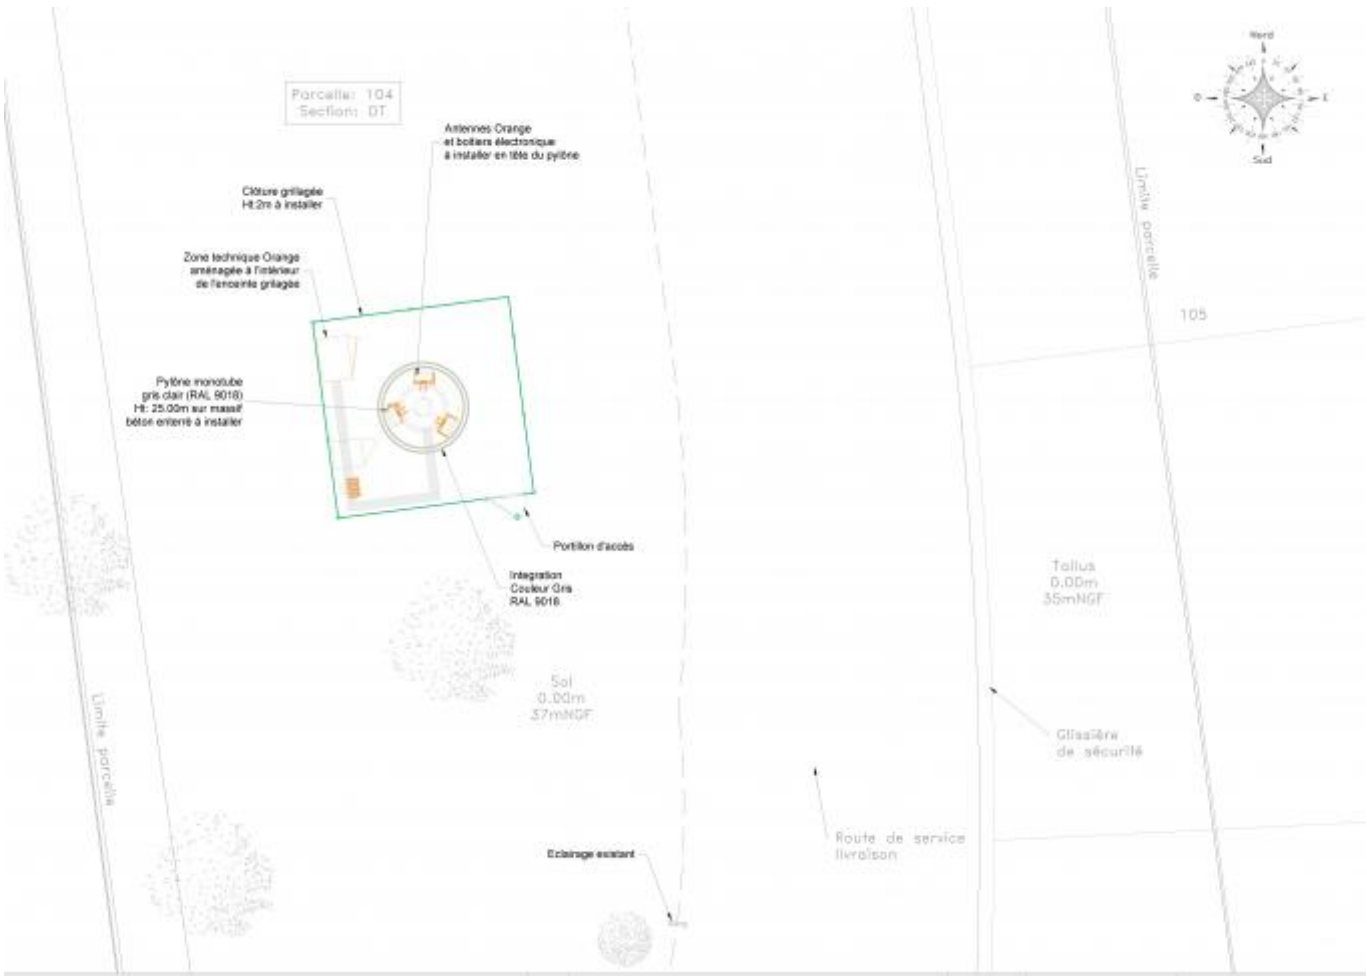 Nord
O
E
Sud
Parcelle: 104
Section: DT
Antennes Orange
et boitiers électronique
à installer en tête du pylône
Clôture grillagée
Ht:2m à installer
Zone technique Orange
aménagée à l'intérieur
de l'enceinte grillagée
Pylône monotube
gris clair (RAL 9018)
Ht: 25.00m sur massif
béton enterré à installer
Portillon d'accès
Integration
Couleur Gris
RAL 9018
Limite parcelle
105
Talus
0.00m
35mNGF
Sol
0.00m
37mNGF
Limite parcelle
Glissière
de sécurité
Route de service
livraison
Eclairage existant